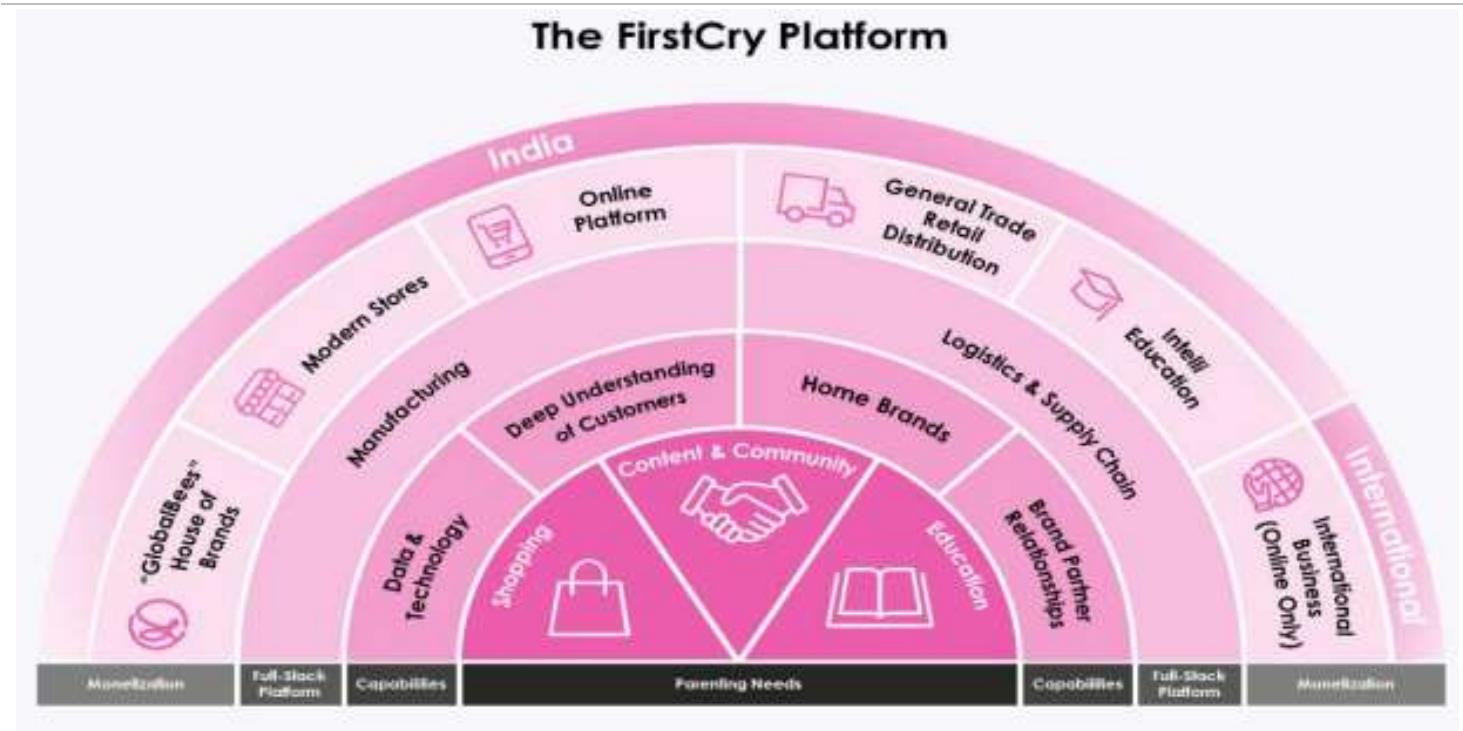 The FirstCry Platform
India
International
"GlobalBees"
House of
Brands
Modern Stores
Online
Platform
General Trade
Retail
Distribution
Intelli
Education
International
Business
(Online Only)
Manufacturing
Logistics & Supply Chain
Data &
Technology
Deep Understanding
of Customers
Home Brands
Brand Partner
Relationships
Shopping
Content & Community
Education
Monetization
Full-Stack
Platform
Capabilities
Parenting Needs
Capabilities
Full-Stack
Platform
Monetization